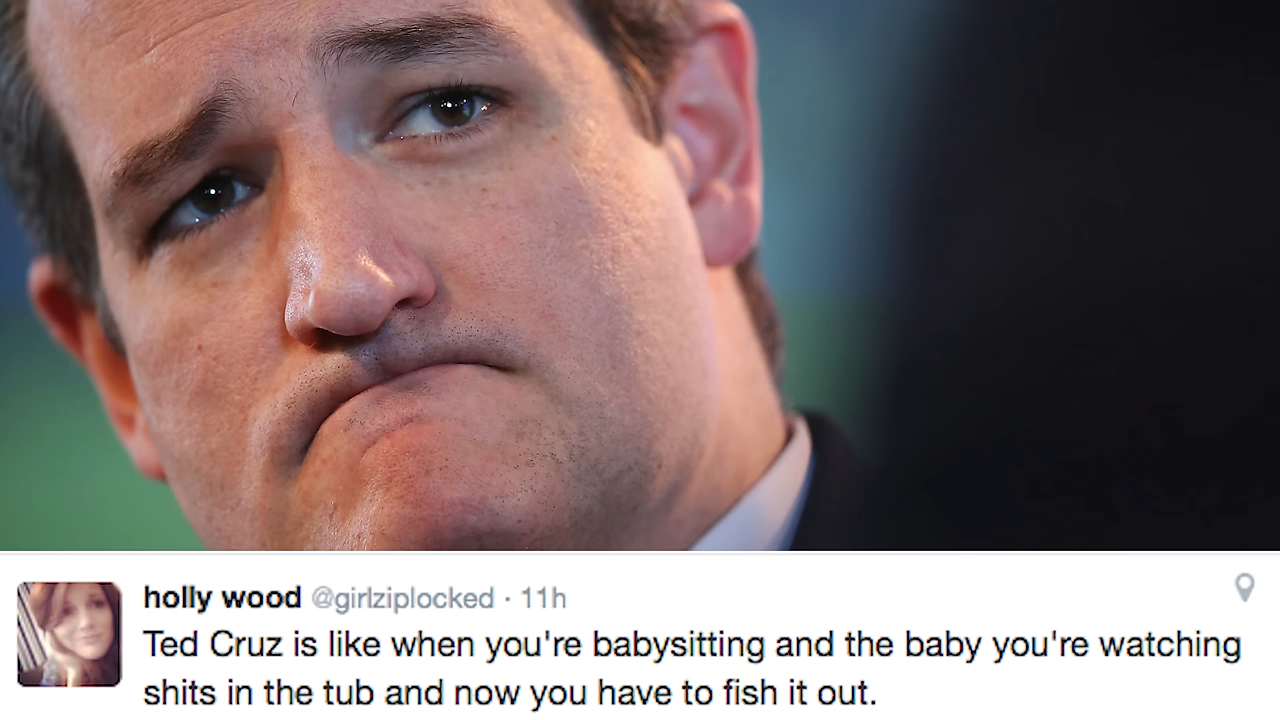 holly wood @girlziplocked · 11h
Ted Cruz is like when you're babysitting and the baby you're watching
shits in the tub and now you have to fish it out.